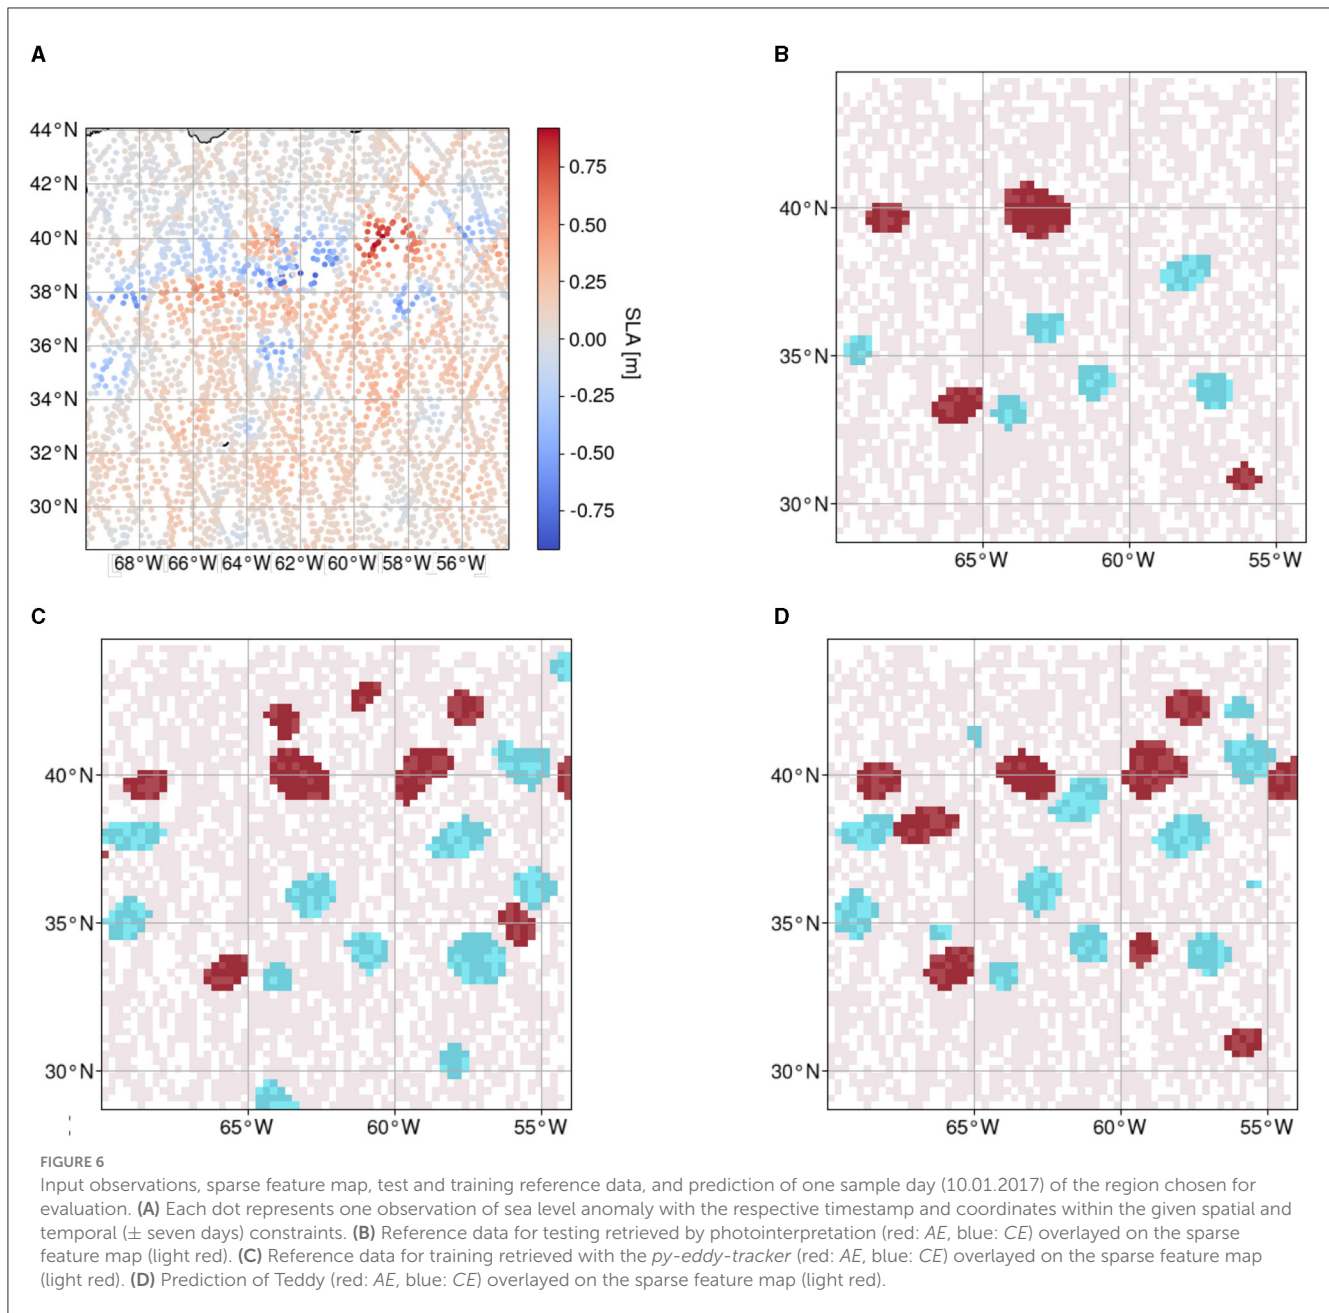 A
B
44°N
42°N
40°N
38°N
36°N
34°N
32°N
30°N
68°W 66°W 64°W 62°W 60°W 58°W 56°W
0.75
0.50
0.25
0.00
-0.25
-0.50
-0.75
SLA [m]
40°N
35°N
30°N
65°W 60°W 55°W
C
D
40°N
35°N
30°N
65°W 60°W 55°W
40°N
35°N
30°N
65°W 60°W 55°W
FIGURE 6
Input observations, sparse feature map, test and training reference data, and prediction of one sample day (10.01.2017) of the region chosen for
evaluation. (A) Each dot represents one observation of sea level anomaly with the respective timestamp and coordinates within the given spatial and
temporal (± seven days) constraints. (B) Reference data for testing retrieved by photointerpretation (red: AE, blue: CE) overlayed on the sparse
feature map (light red). (C) Reference data for training retrieved with the py-eddy-tracker (red: AE, blue: CE) overlayed on the sparse feature map
(light red). (D) Prediction of Teddy (red: AE, blue: CE) overlayed on the sparse feature map (light red).